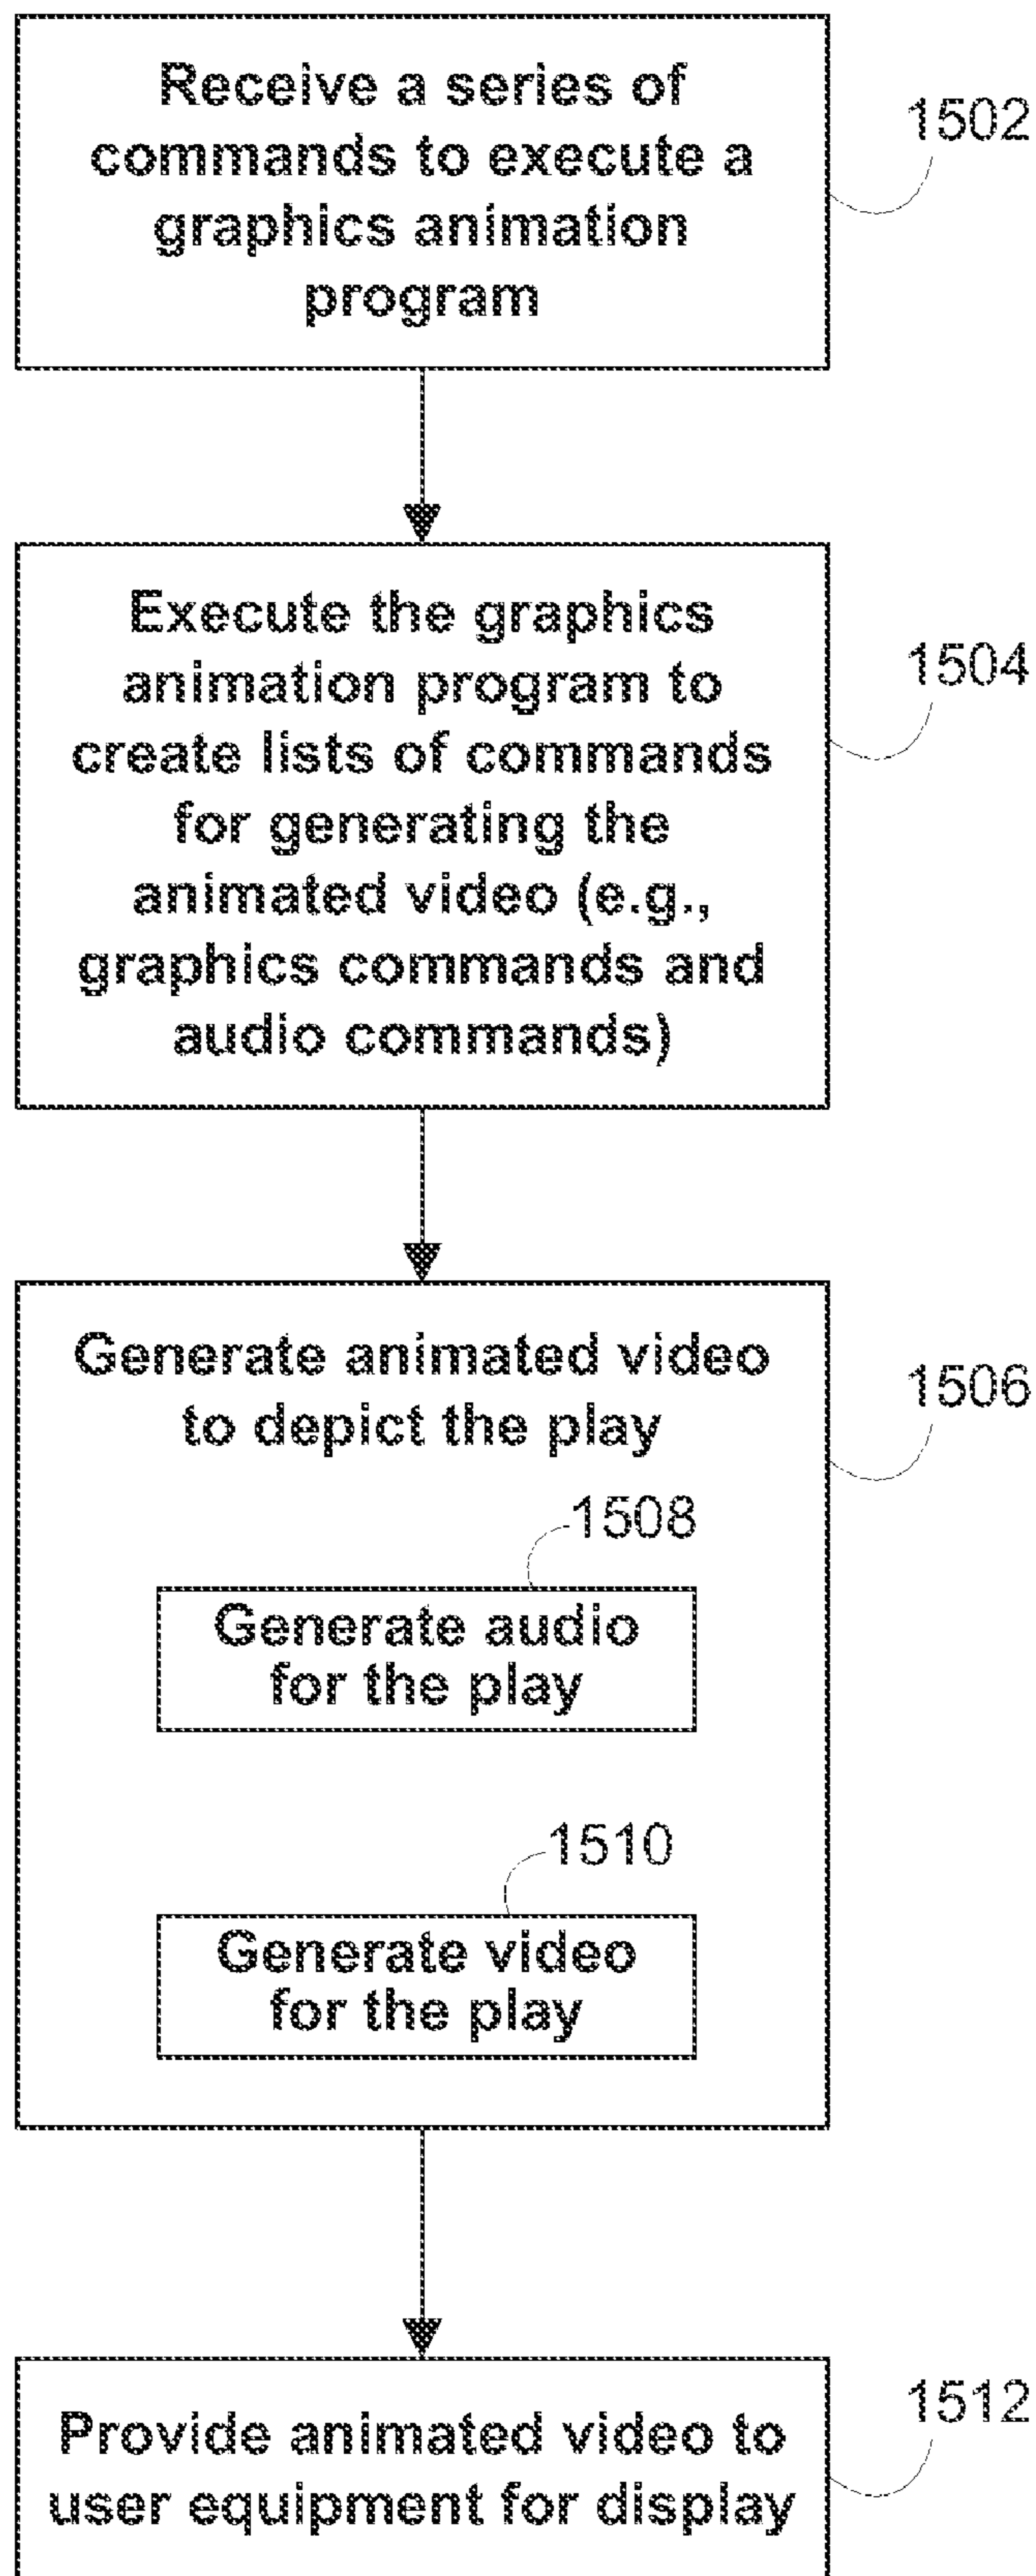 Receive a series of
commands to execute a
graphics animation
program
1502
Execute the graphics
animation program to
create lists of commands
for generating the
animated video (e.g.,
graphics commands and
audio commands)
1504
Generate animated video
to depict the play
1506
1508
Generate audio
for the play
1510
Generate video
for the play
Provide animated video to
user equipment for display
1512